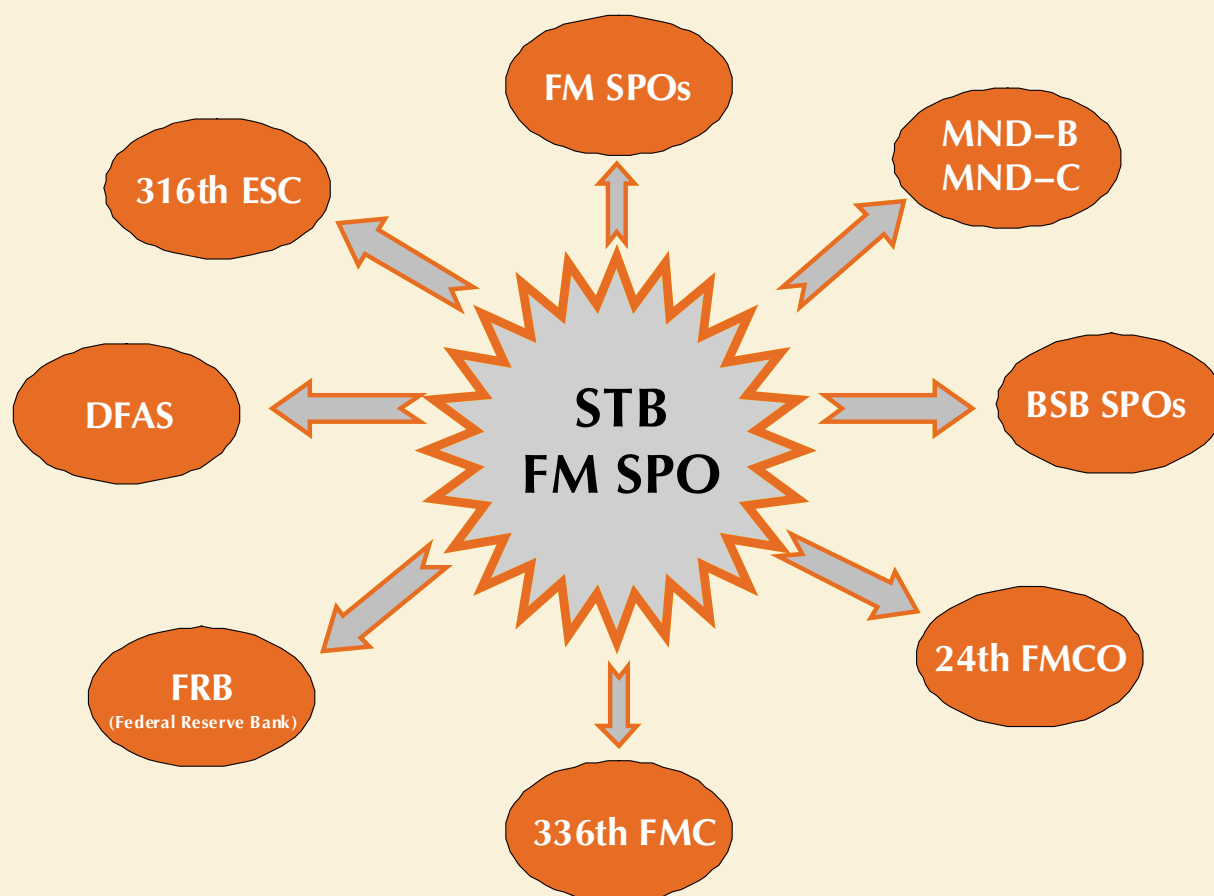 FM SPOs
MND–B
MND–C
316th ESC
DFAS
STB
FM SPO
BSB SPOs
FRB
(Federal Reserve Bank)
24th FMCO
336th FMC